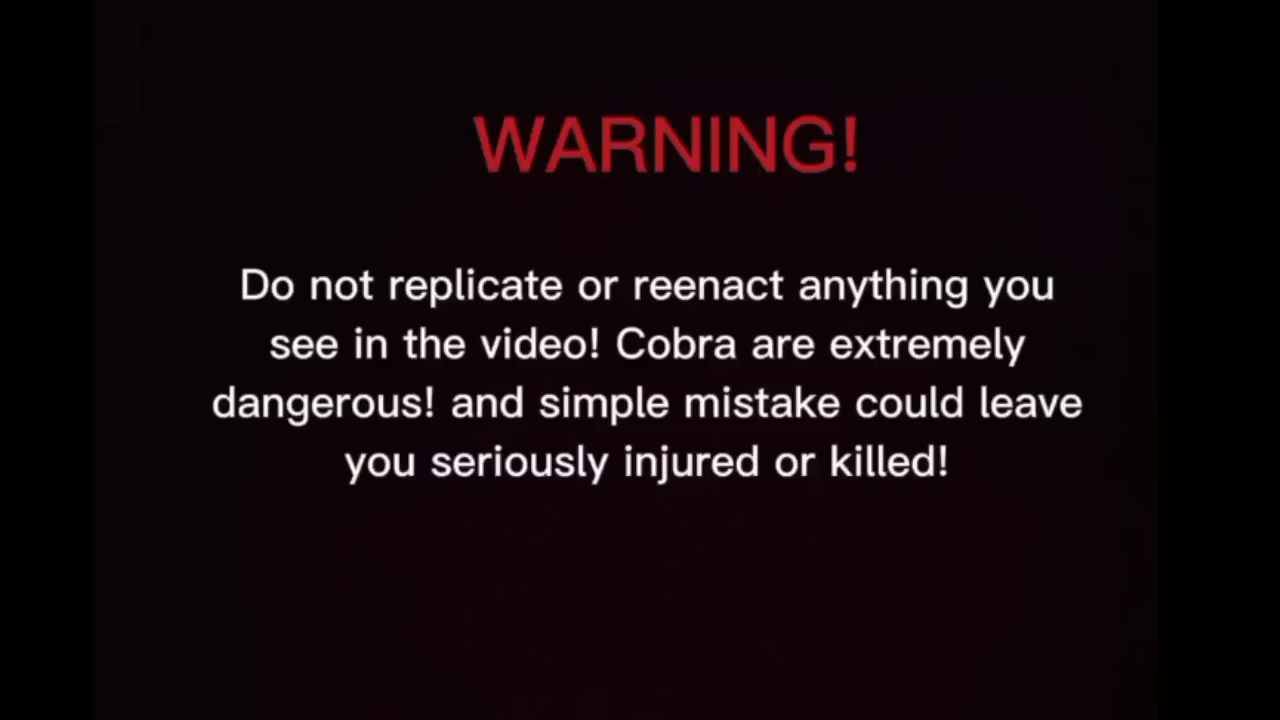 WARNING!
Do not replicate or reenact anything you
see in the video! Cobra are extremely
dangerous! and simple mistake could leave
you seriously injured or killed!